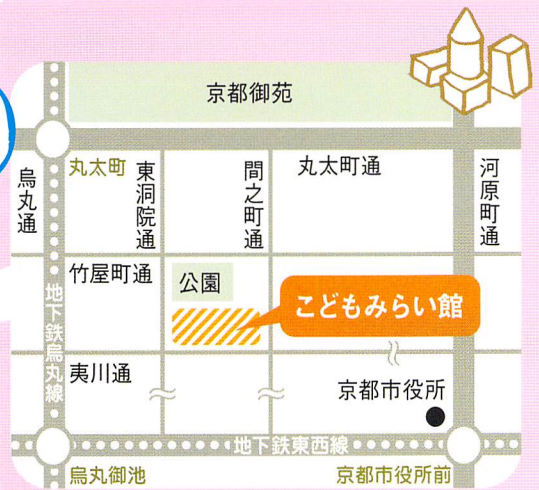 京都御苑
烏丸通
丸太町
東洞院通
間之町通
丸太町通
河原町通
竹屋町通
公園
こどもみらい館
地下鉄烏丸線
夷川通
京都市役所
地下鉄東西線
烏丸御池
京都市役所前